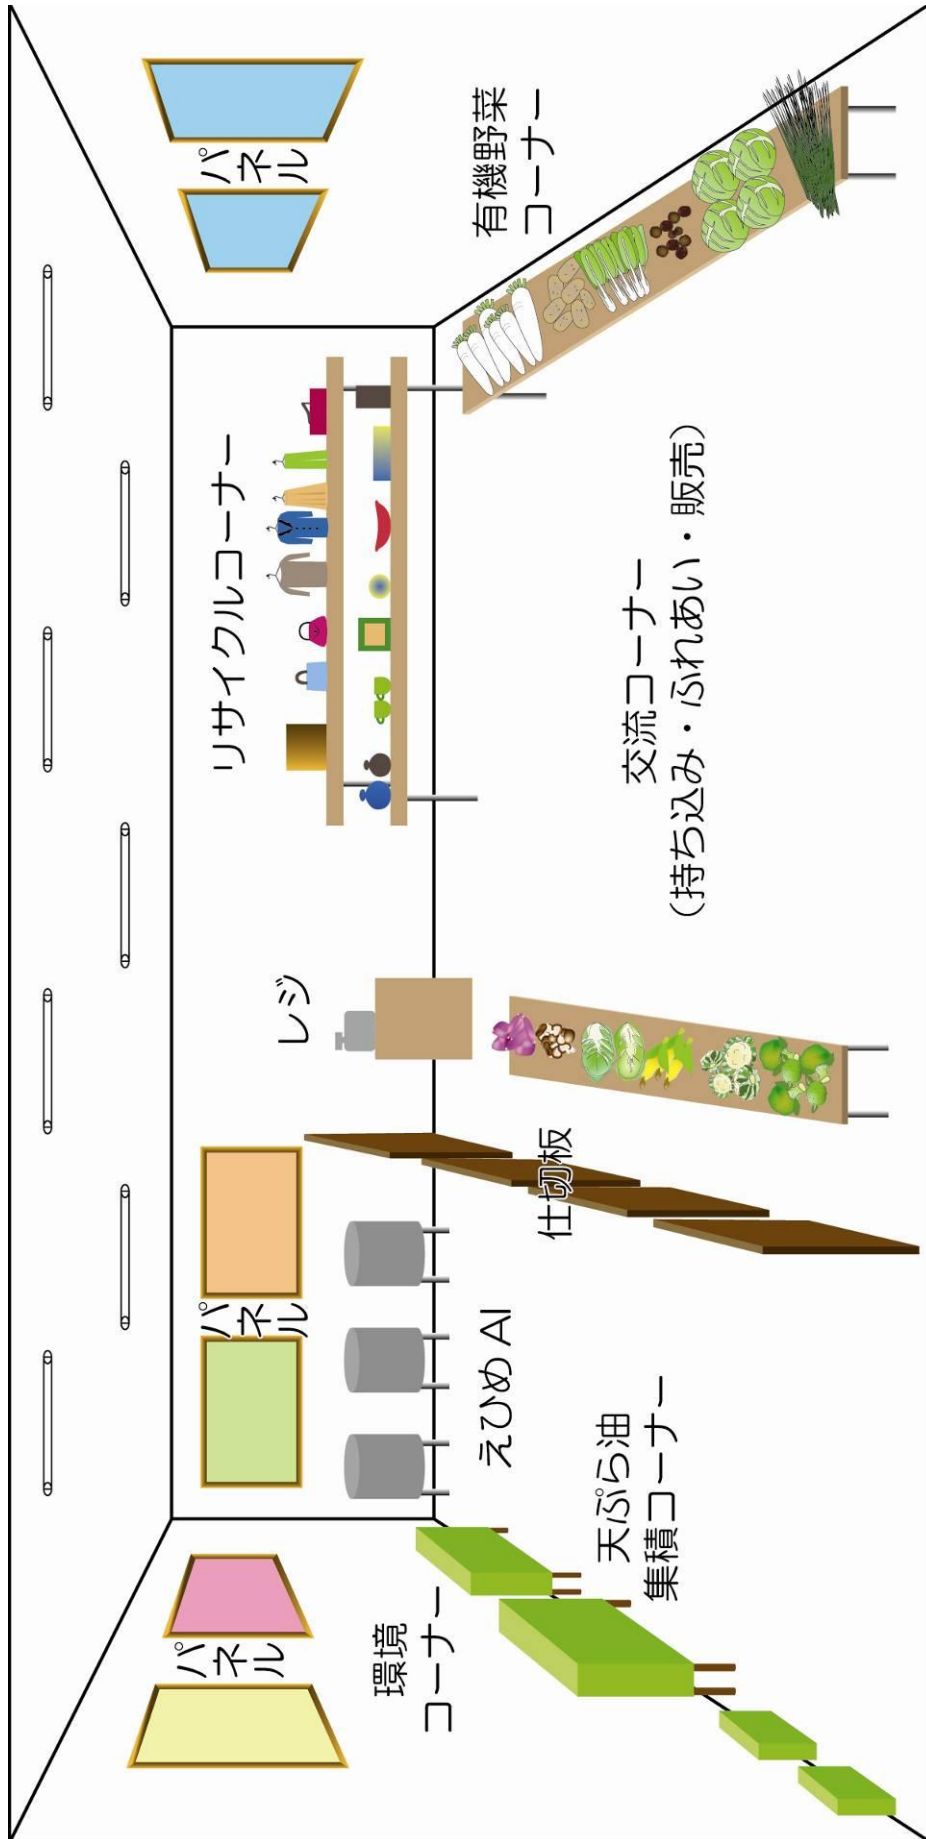 パネル
パネル
リサイクルコーナー
有機野菜
コーナー
パネル
レジ
環境
コーナー
えひめAI
仕切板
天ぷら油
集積コーナー
交流コーナー
（持ち込み・ふれあい・販売）